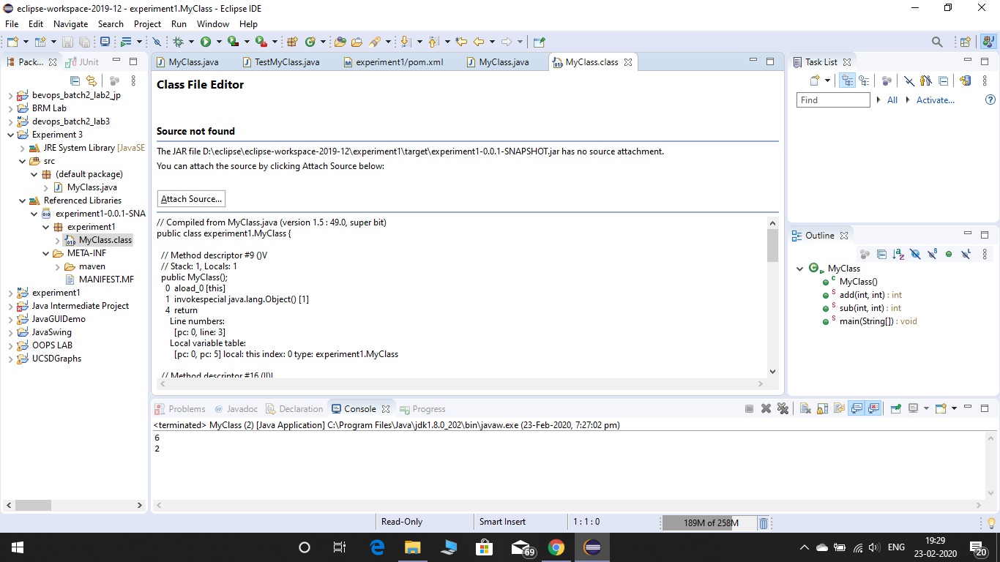 eclipse-workspace-2019-12 - experiment1.MyClass - Eclipse IDE
File Edit Navigate Search Project Run Window Help
Pack... JUnit
bevops_batch2_lab2_jp
BRM Lab
devops_batch2_lab3
Experiment 3
JRE System Library [JavaSE
src
(default package)
MyClass.java
Referenced Libraries
experiment1-0.0.1-SNA
experiment1
MyClass.class
META-INF
maven
MANIFEST.MF
experiment1
Java Intermediate Project
JavaGUIDemo
JavaSwing
OOPS LAB
UCSDGraphs
MyClass.java TestMyClass.java experiment1/pom.xml MyClass.java MyClass.class
Class File Editor
Source not found
The JAR file D:\eclipse\eclipse-workspace-2019-12\experiment1\target\experiment1-0.0.1-SNAPSHOT.jar has no source attachment.
You can attach the source by clicking Attach Source below:
Attach Source...
// Compiled from MyClass.java (version 1.5 : 49.0, super bit)
public class experiment1.MyClass {
// Method descriptor #9 ()V
// Stack: 1, Locals: 1
public MyClass();
0 aload_0 [this]
1 invokespecial java.lang.Object() [1]
4 return
Line numbers:
[pc: 0, line: 3]
Local variable table:
[pc: 0, pc: 5] local: this index: 0 type: experiment1.MyClass
// Method descriptor #16 (II)I
Task List
Find All Activate...
Outline
MyClass
MyClass()
add(int, int) : int
sub(int, int) : int
main(String[]) : void
Problems Javadoc Declaration Console Progress
<terminated> MyClass (2) [Java Application] C:\Program Files\Java\jdk1.8.0_202\bin\javaw.exe (23-Feb-2020, 7:27:02 pm)
6
2
Read-Only Smart Insert 1 : 1 : 0 189M of 258M
69
ENG
19:29
23-02-2020
20